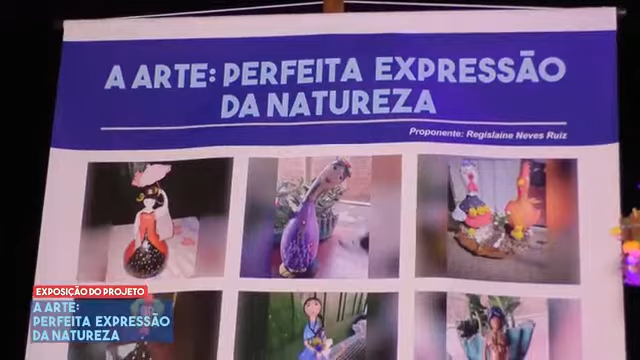 A ARTE: PERFEITA EXPRESSÃO
DA NATUREZA
Proponente: Regislaine Neves Ruiz
EXPOSIÇÃO DO PROJETO
A ARTE:
PERFEITA EXPRESSÃO
DA NATUREZA